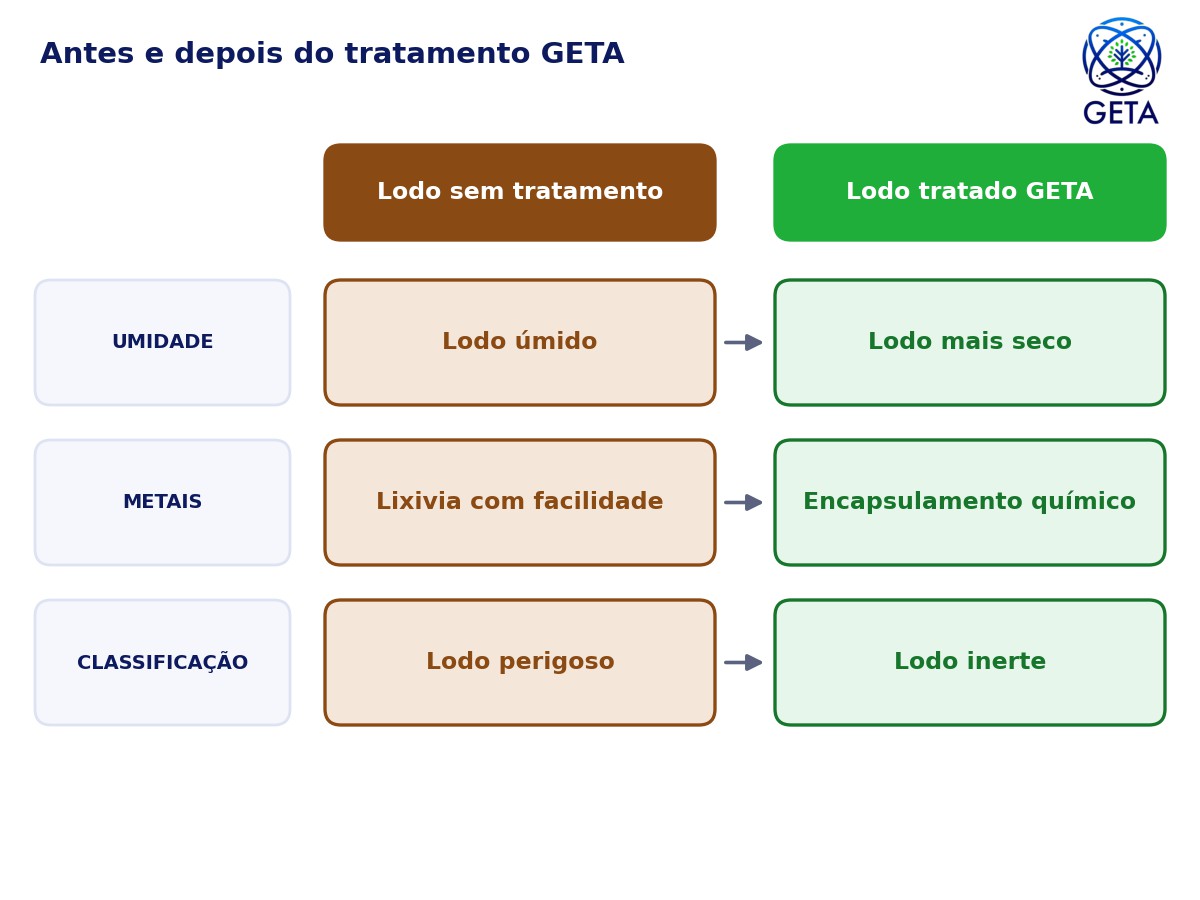 Antes e depois do tratamento GETA
GETA
Lodo sem tratamento
Lodo tratado GETA
UMIDADE
Lodo úmido
Lodo mais seco
METAIS
Lixivia com facilidade
Encapsulamento químico
CLASSIFICAÇÃO
Lodo perigoso
Lodo inerte